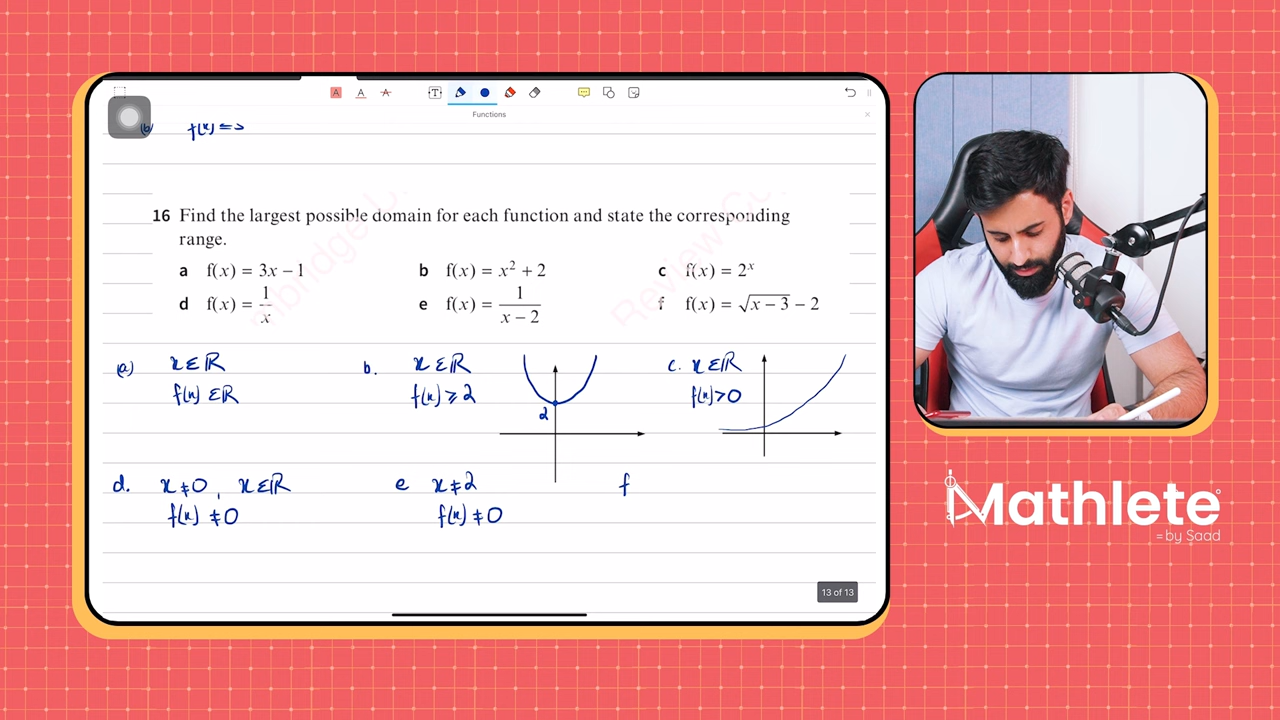 A A A T
Functions
(b) f(x) = 3
16 Find the largest possible domain for each function and state the corresponding
range.
a f(x) = 3x − 1 b f(x) = x² + 2 c f(x) = 2ˣ
d f(x) = 1/x e f(x) = 1/(x − 2) f f(x) = √(x − 3) − 2
(a) x ∈ ℝ b. x ∈ ℝ c. x ∈ ℝ
f(x) ∈ ℝ f(x) ⩾ 2 f(x) > 0
2
d. x ≠ 0, x ∈ ℝ e x ≠ 2 f
f(x) ≠ 0 f(x) ≠ 0
13 of 13
Mathlete
= by Saad